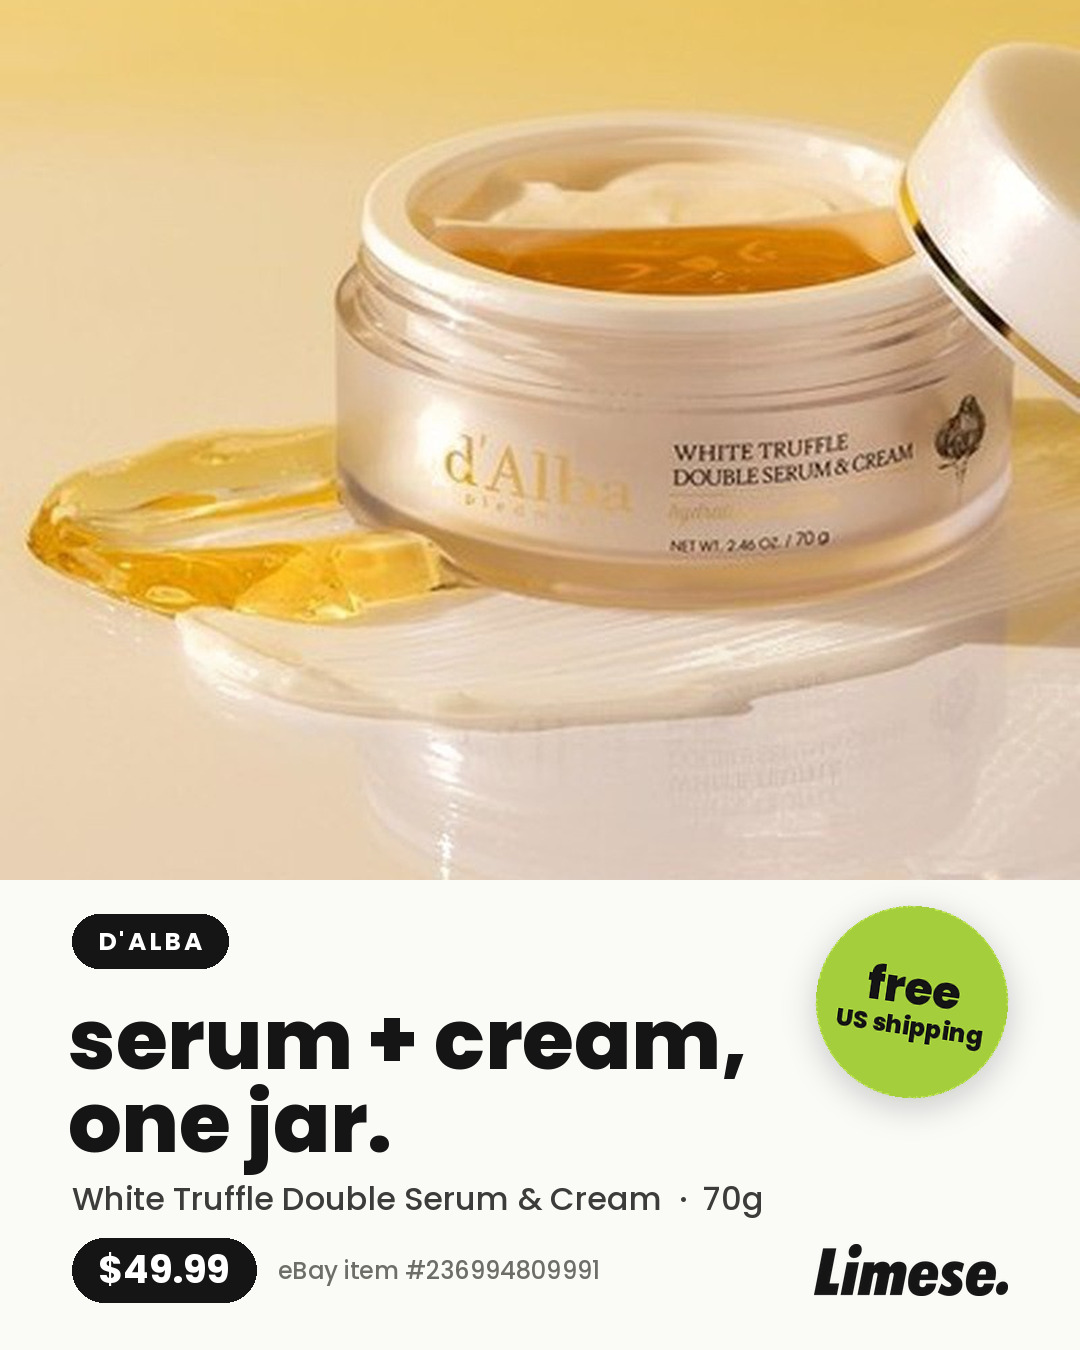 d'Alba
WHITE TRUFFLE
DOUBLE SERUM & CREAM
NET WT. 2.46 OZ. / 70 g
D'ALBA
free
US shipping
serum + cream,
one jar.
White Truffle Double Serum & Cream · 70g
$49.99
eBay item #236994809991
Limese.